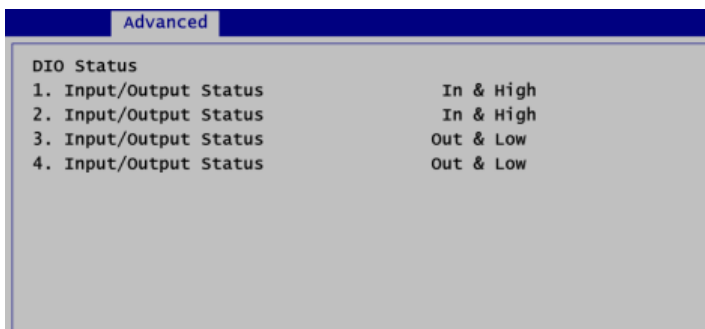 Advanced
DIO Status
1. Input/Output Status In & High
2. Input/Output Status In & High
3. Input/Output Status Out & Low
4. Input/Output Status Out & Low